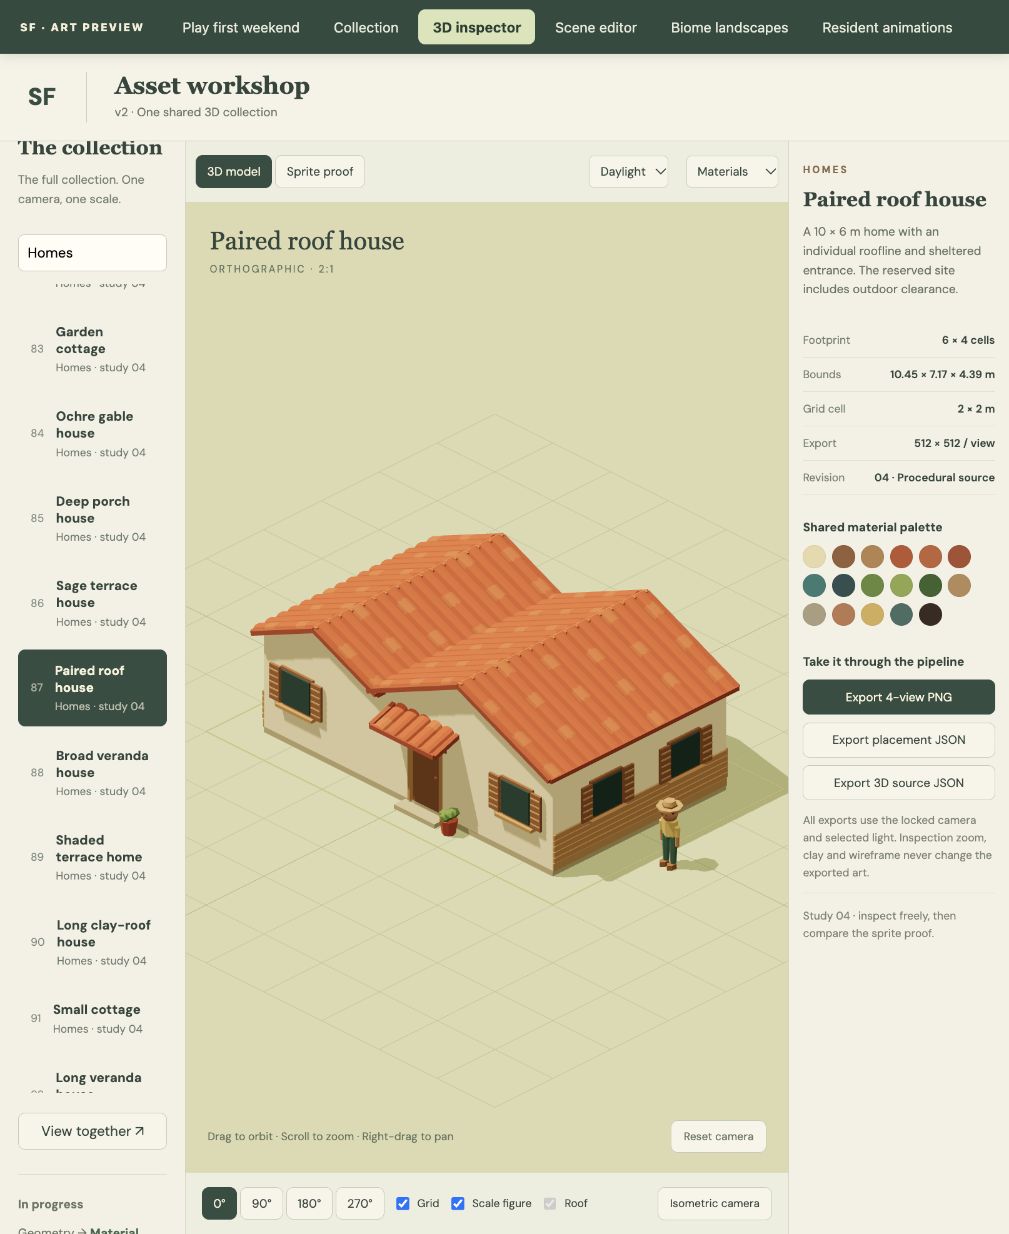 SF · ART PREVIEW
Play first weekend
Collection
3D inspector
Scene editor
Biome landscapes
Resident animations
SF
Asset workshop
v2 · One shared 3D collection
The collection
The full collection. One
camera, one scale.
Homes
Homes · study 04
83
Garden
cottage
Homes · study 04
84
Ochre gable
house
Homes · study 04
85
Deep porch
house
Homes · study 04
86
Sage terrace
house
Homes · study 04
87
Paired roof
house
Homes · study 04
88
Broad veranda
house
Homes · study 04
89
Shaded
terrace home
Homes · study 04
90
Long clay-roof
house
Homes · study 04
91
Small cottage
Homes · study 04
Long veranda
house
View together ↗
In progress
Geometry → Material
3D model
Sprite proof
Daylight
Materials
Paired roof house
ORTHOGRAPHIC · 2:1
Drag to orbit · Scroll to zoom · Right-drag to pan
Reset camera
0°
90°
180°
270°
Grid
Scale figure
Roof
Isometric camera
HOMES
Paired roof house
A 10 × 6 m home with an
individual roofline and sheltered
entrance. The reserved site
includes outdoor clearance.
Footprint 6 × 4 cells
Bounds 10.45 × 7.17 × 4.39 m
Grid cell 2 × 2 m
Export 512 × 512 / view
Revision 04 · Procedural source
Shared material palette
Take it through the pipeline
Export 4-view PNG
Export placement JSON
Export 3D source JSON
All exports use the locked camera
and selected light. Inspection zoom,
clay and wireframe never change the
exported art.
Study 04 · inspect freely, then
compare the sprite proof.